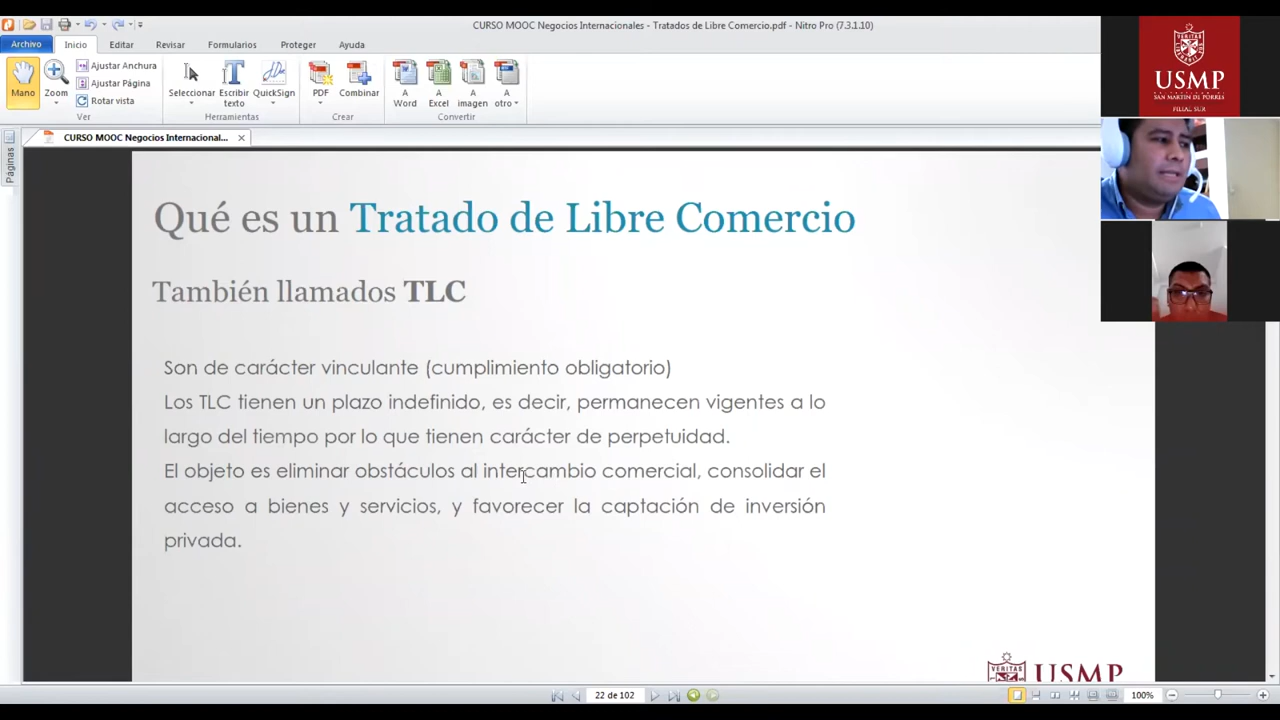 CURSO MOOC Negocios Internacionales - Tratados de Libre Comercio.pdf - Nitro Pro (7.3.1.10)
Archivo Inicio Editar Revisar Formularios Proteger Ayuda
Mano
Zoom
Ajustar Anchura
Ajustar Página
Rotar vista
Ver
Seleccionar
Escribir texto
QuickSign
Herramientas
PDF
Combinar
Crear
A Word
A Excel
A imagen
A otro
Convertir
CURSO MOOC Negocios Internacional...
Páginas
Qué es un Tratado de Libre Comercio
También llamados TLC
Son de carácter vinculante (cumplimiento obligatorio)
Los TLC tienen un plazo indefinido, es decir, permanecen vigentes a lo
largo del tiempo por lo que tienen carácter de perpetuidad.
El objeto es eliminar obstáculos al intercambio comercial, consolidar el
acceso a bienes y servicios, y favorecer la captación de inversión
privada.
VERITAS
USMP
22 de 102
100%
VERITAS
USMP
SAN MARTIN DE PORRES
FILIAL SUR